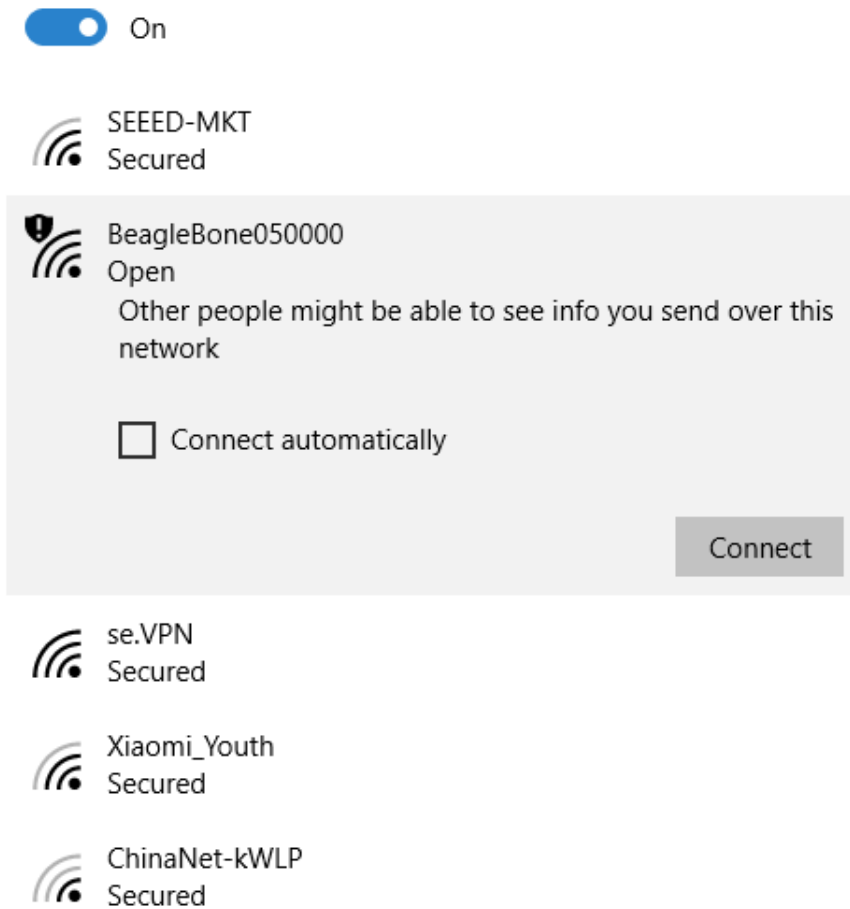 On
SEEED-MKT
Secured
BeagleBone050000
Open
Other people might be able to see info you send over this
network
Connect automatically
Connect
se.VPN
Secured
Xiaomi_Youth
Secured
ChinaNet-kWLP
Secured